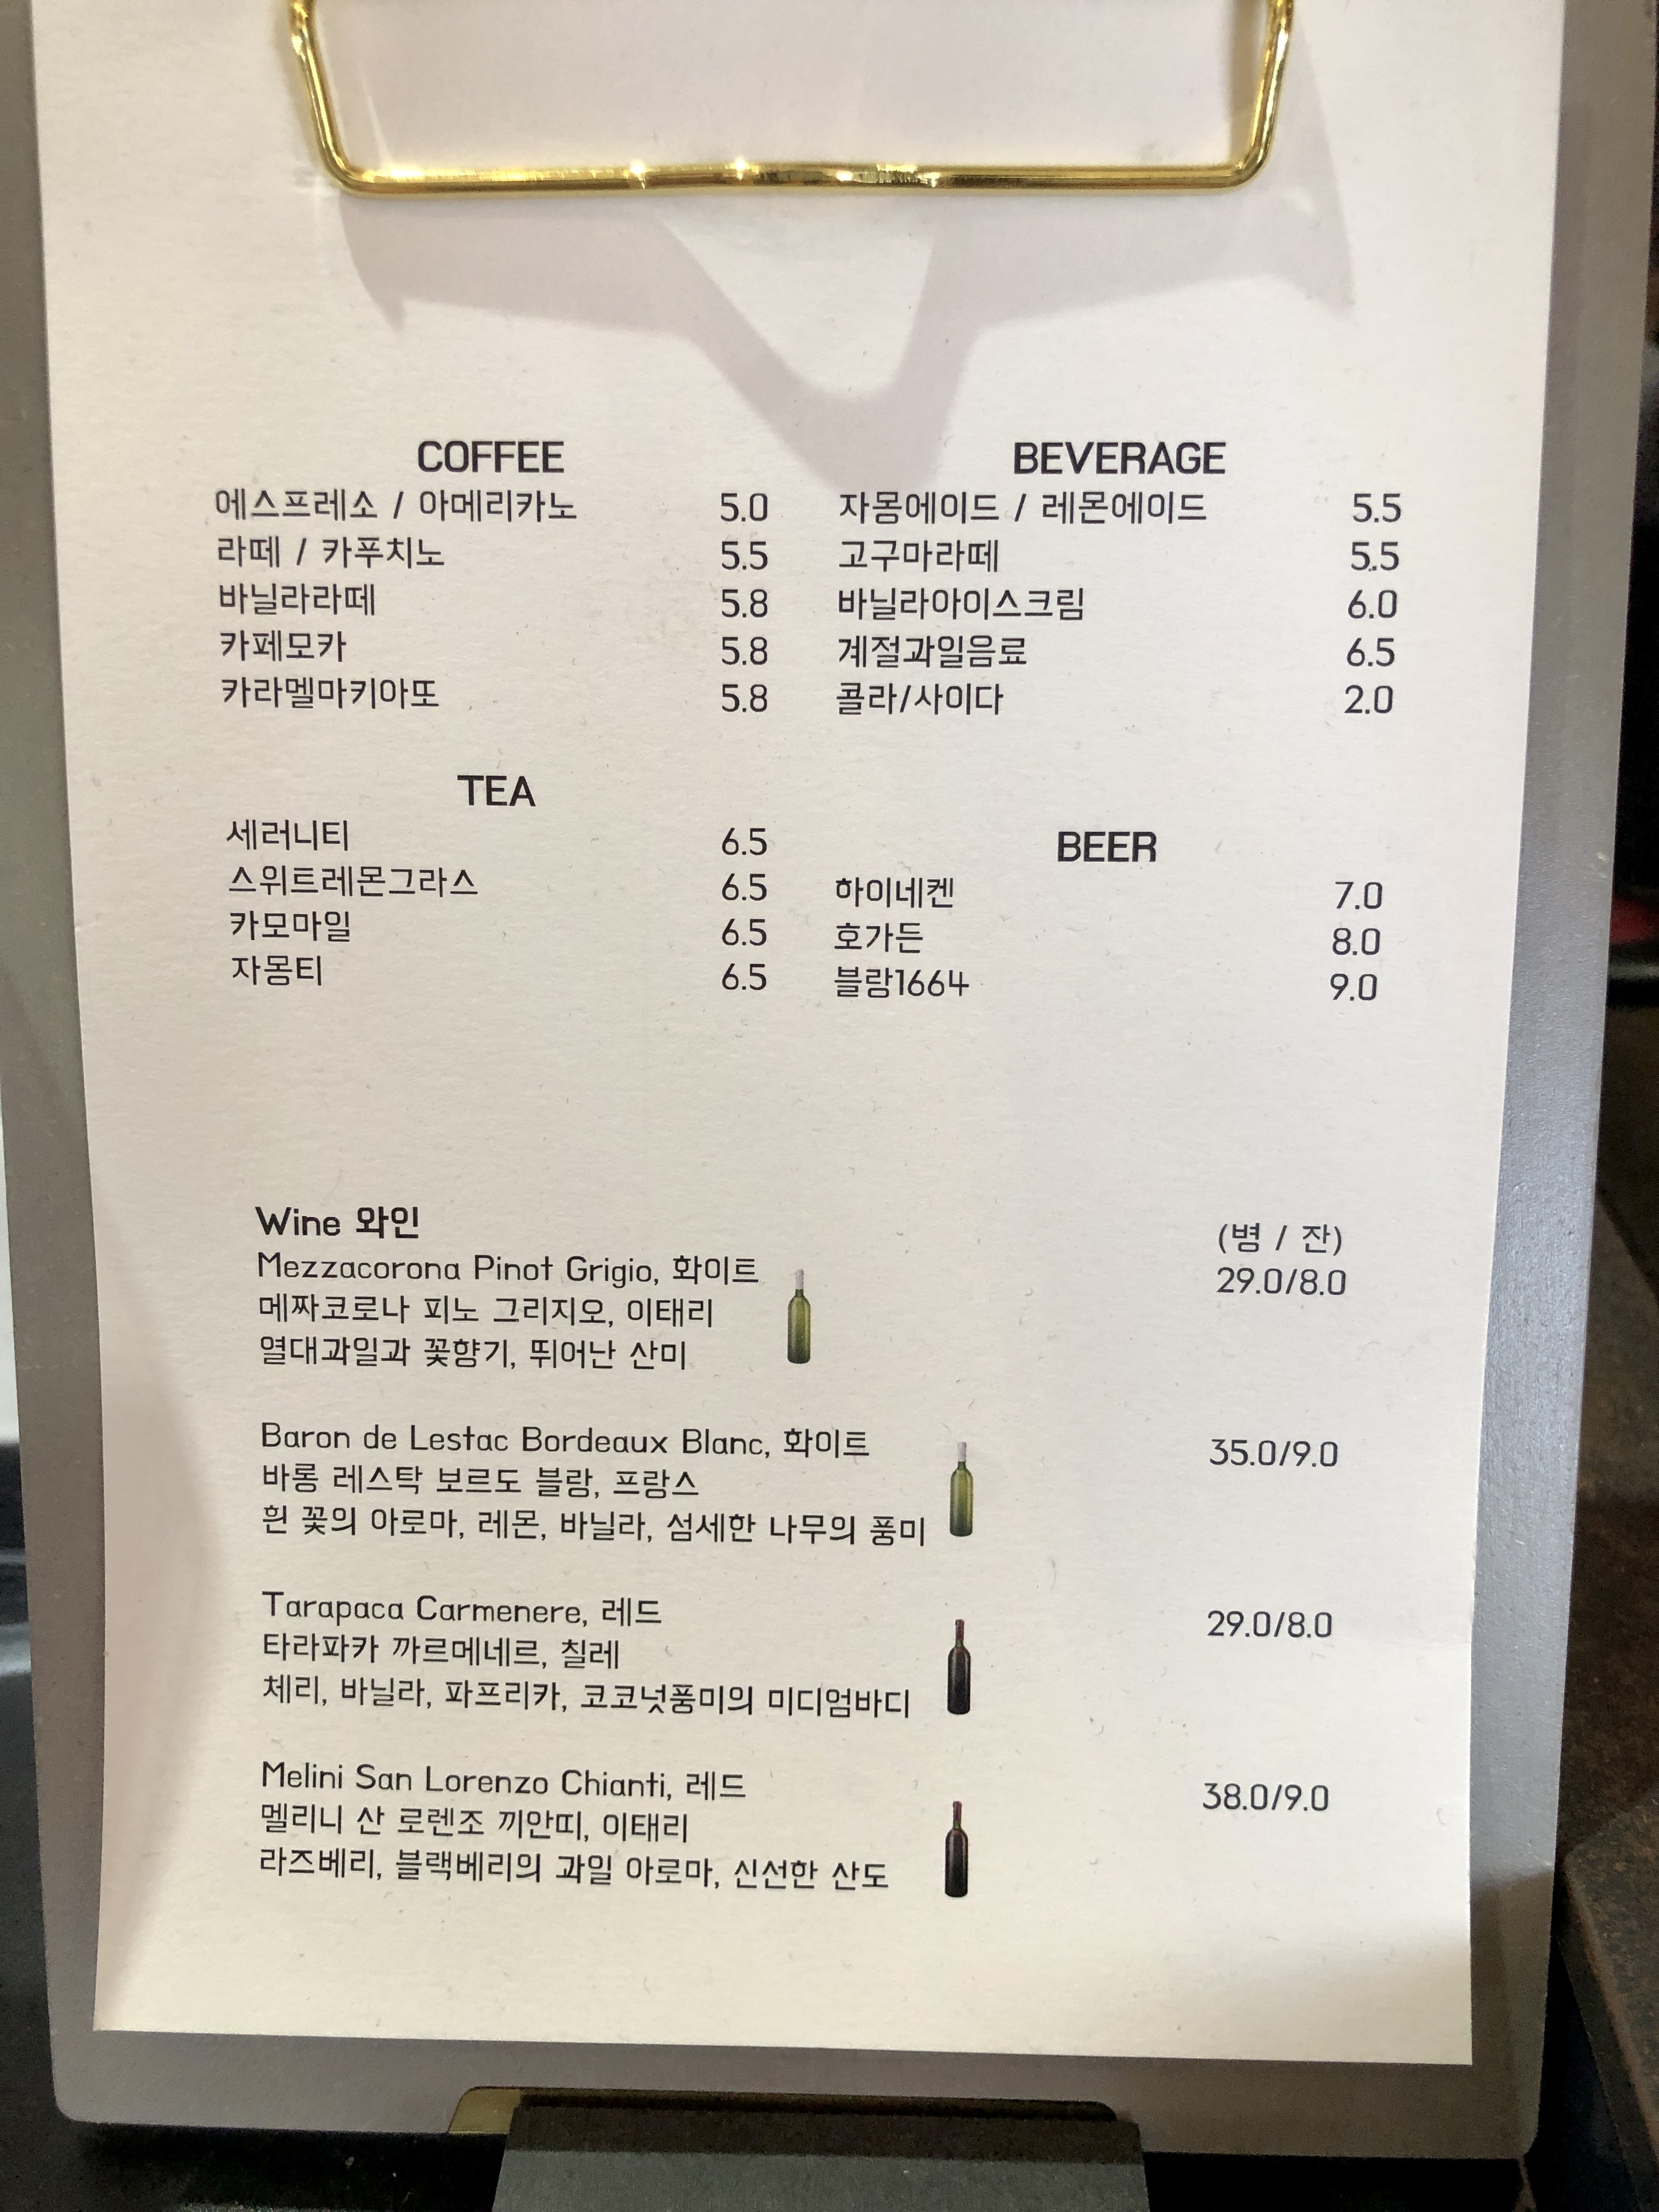 COFFEE
에스프레소 / 아메리카노 5.0
라떼 / 카푸치노 5.5
바닐라라떼 5.8
카페모카 5.8
카라멜마키아또 5.8
TEA
세러니티 6.5
스위트레몬그라스 6.5
카모마일 6.5
자몽티 6.5
BEVERAGE
자몽에이드 / 레몬에이드 5.5
고구마라떼 5.5
바닐라아이스크림 6.0
계절과일음료 6.5
콜라/사이다 2.0
BEER
하이네켄 7.0
호가든 8.0
블랑1664 9.0
Wine 와인 (병 / 잔)
Mezzacorona Pinot Grigio, 화이트 29.0/8.0
메짜코로나 피노 그리지오, 이태리
열대과일과 꽃향기, 뛰어난 산미
Baron de Lestac Bordeaux Blanc, 화이트 35.0/9.0
바롱 레스탁 보르도 블랑, 프랑스
흰 꽃의 아로마, 레몬, 바닐라, 섬세한 나무의 풍미
Tarapaca Carmenere, 레드 29.0/8.0
타라파카 까르메네르, 칠레
체리, 바닐라, 파프리카, 코코넛풍미의 미디엄바디
Melini San Lorenzo Chianti, 레드 38.0/9.0
멜리니 산 로렌조 끼안띠, 이태리
라즈베리, 블랙베리의 과일 아로마, 신선한 산도